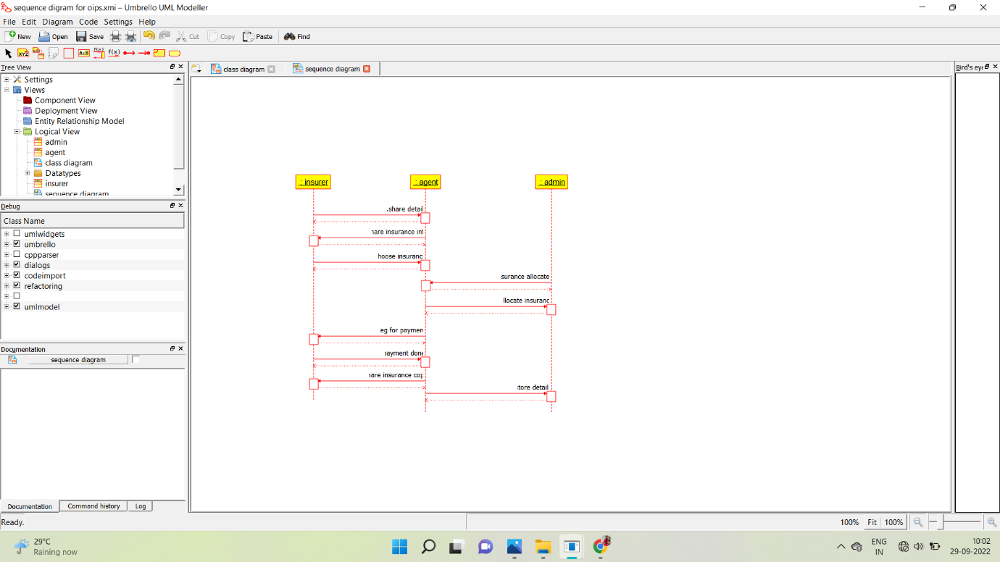 sequence digram for oips.xmi – Umbrello UML Modeller
File Edit Diagram Code Settings Help
New Open Save Cut Copy Paste Find
XYZ A:B f(x) f(x)
Tree View
Settings
Views
Component View
Deployment View
Entity Relationship Model
Logical View
admin
agent
class diagram
Datatypes
insurer
sequence diagram
Debug
Class Name
umlwidgets
umbrello
cppparser
dialogs
codeimport
refactoring
umlmodel
Documentation
sequence diagram
Documentation Command history Log
Ready.
class diagram sequence diagram
: insurer : agent : admin
share detail
hare insurance inf
hoose insuranc
surance allocate
llocate insuranc
eg for paymen
payment done
hare insurance cop
tore detail
Bird's eye
100% Fit 100%
29°C
Raining now
ENG
IN
10:02
29-09-2022